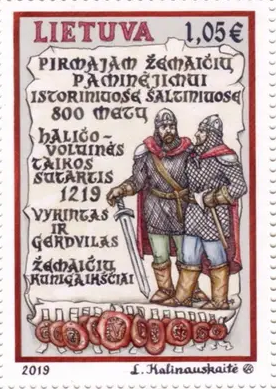 LIETUVA 1,05€
PIRMAJAM ŽEMAIČIŲ
PAMINĖJIMUI
ISTORINIUOSE ŠALTINIUOSE
800 METŲ
HALIČO-
VOLUINĖS
TAIKOS
SUTARTIS
1219
VYKINTAS
IR
GERDVILAS
ŽEMAIČIŲ
KUNIGAIKŠČIAI
2019 L. Kalinauskaitė